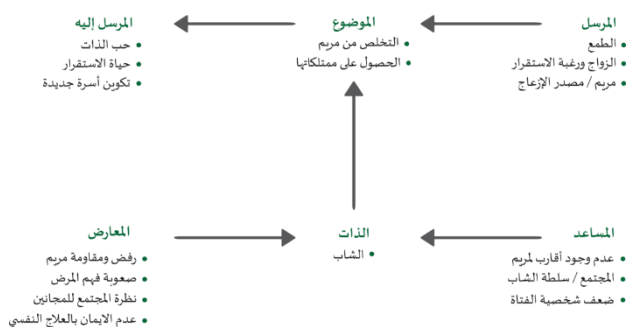 المرسل
• الطمع
• الزواج ورغبة الاستقرار
• مريم / مصدر الإزعاج
الموضوع
• التخلص من مريم
• الحصول على ممتلكاتها
المرسل إليه
• حب الذات
• حياة الاستقرار
• تكوين أسرة جديدة
المساعد
• عدم وجود أقارب لمريم
• المجتمع / سلطة الشاب
• ضعف شخصية الفتاة
الذات
• الشاب
المعارض
• رفض ومقاومة مريم
• صعوبة فهم المرض
• نظرة المجتمع للمجانين
• عدم الايمان بالعلاج النفسي